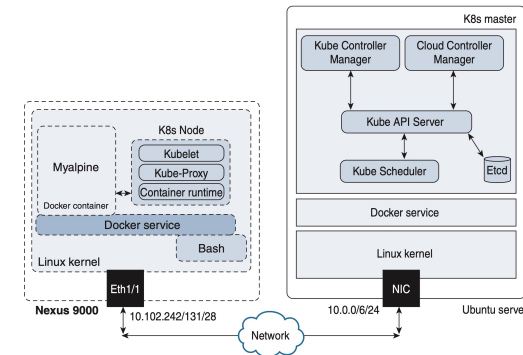 K8s master
Kube Controller
Manager
Cloud Controller
Manager
Kube API Server
Kube Scheduler
Etcd
Docker service
Linux kernel
NIC
10.0.0/6/24
Ubuntu server
K8s Node
Myalpine
Kubelet
Kube-Proxy
Container runtime
Docker container
Docker service
Bash
Linux kernel
Eth1/1
Nexus 9000
10.102.242/131/28
Network